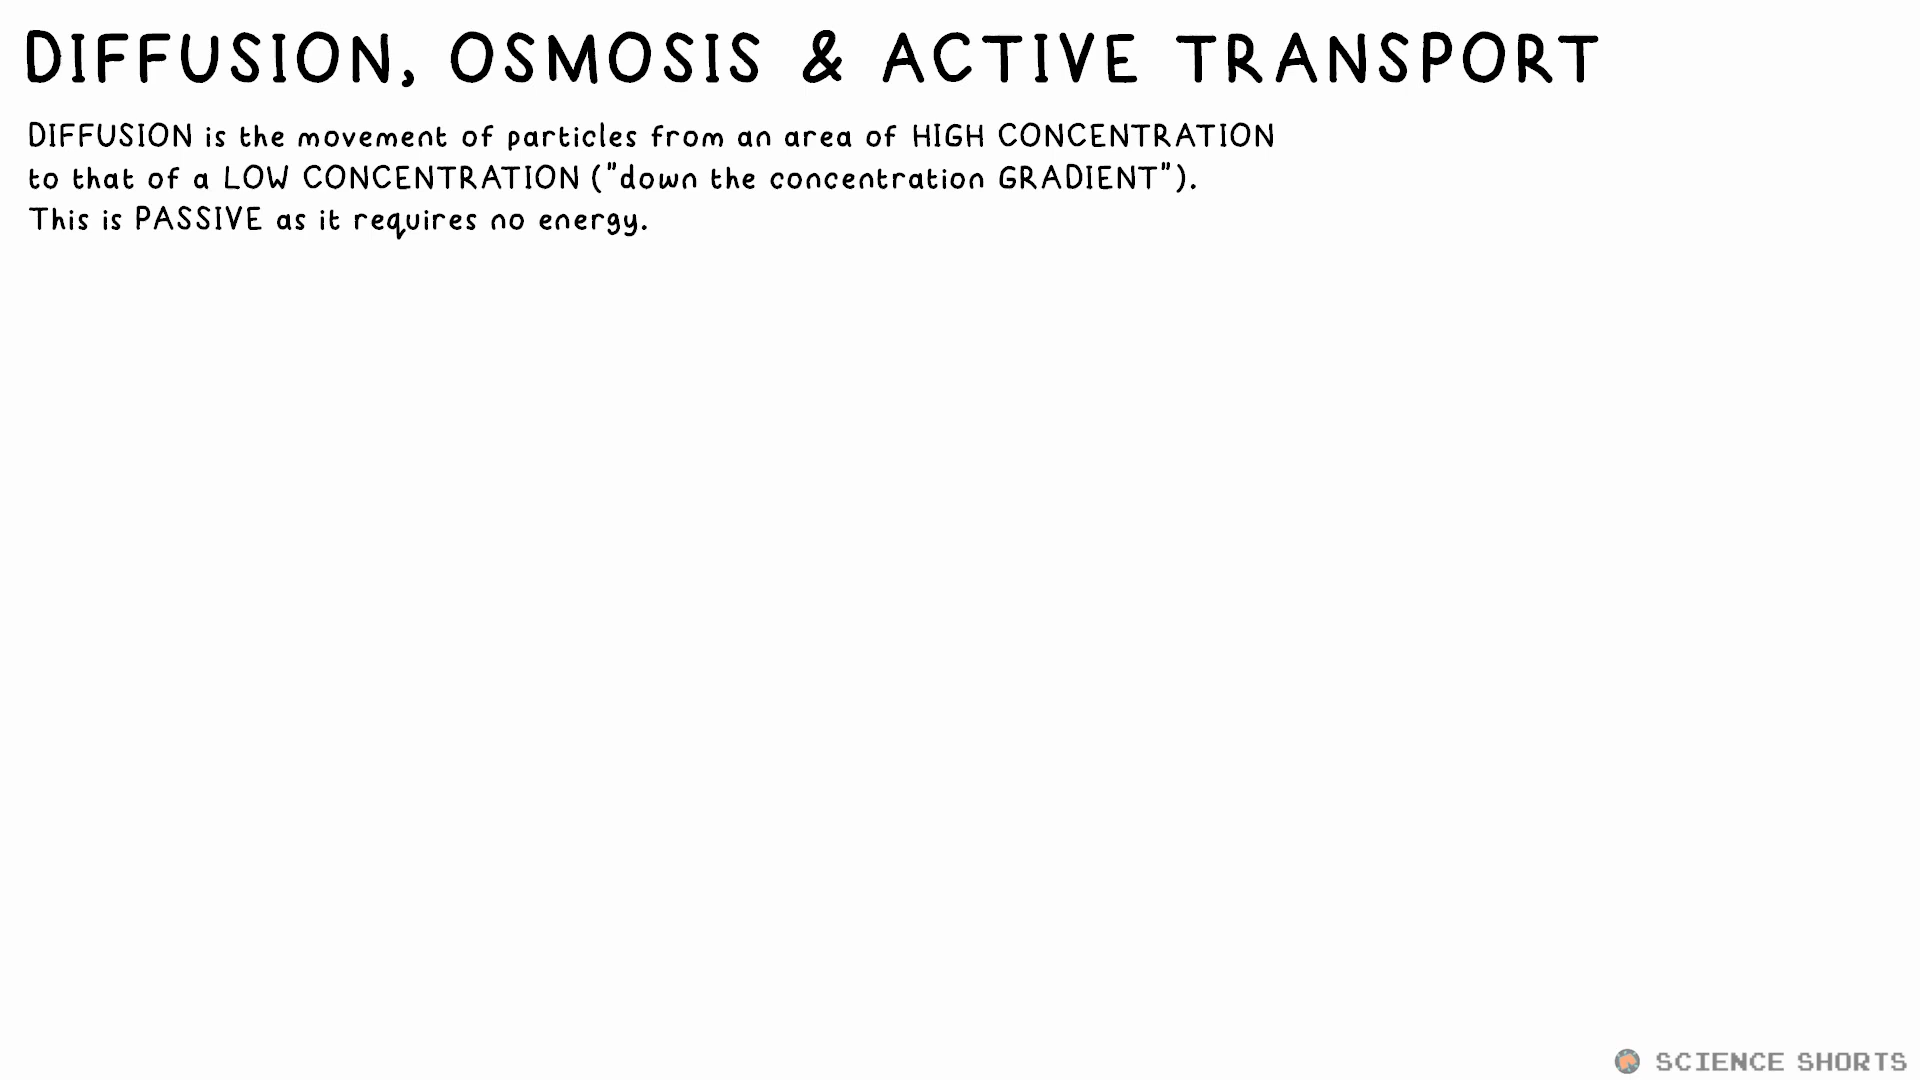 DIFFUSION, OSMOSIS & ACTIVE TRANSPORT
DIFFUSION is the movement of particles from an area of HIGH CONCENTRATION
to that of a LOW CONCENTRATION ("down the concentration GRADIENT").
This is PASSIVE as it requires no energy.
SCIENCE SHORTS